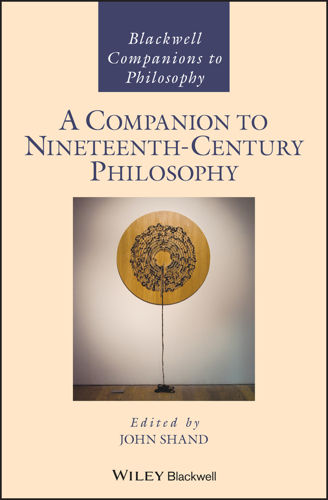 Blackwell
Companions to
Philosophy
A COMPANION TO
NINETEENTH-CENTURY
PHILOSOPHY
Edited by
JOHN SHAND
WILEY Blackwell